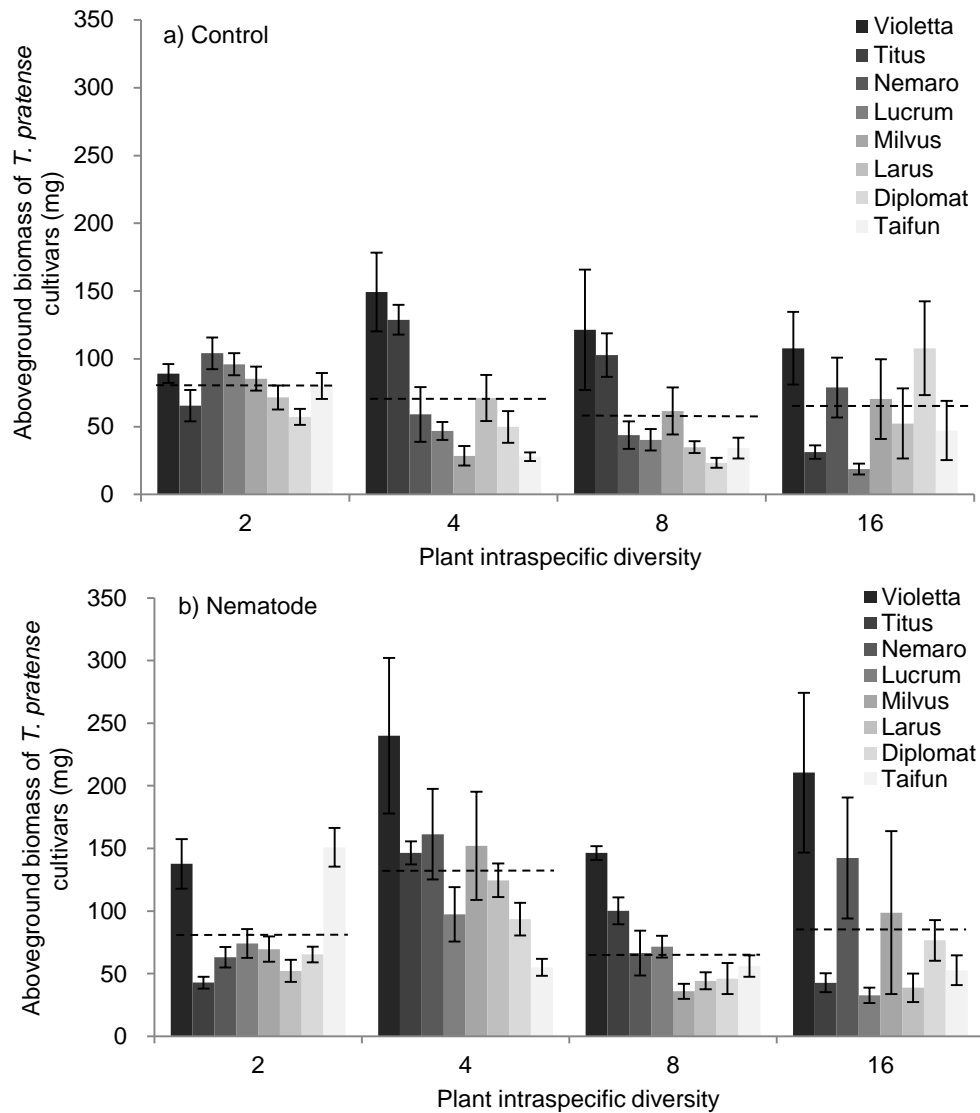 a) Control
350
300
250
200
150
100
50
0
Aboveground biomass of T. pratense
cultivars (mg)
Violetta
Titus
Nemaro
Lucrum
Milvus
Larus
Diplomat
Taifun
2 4 8 16
Plant intraspecific diversity
b) Nematode
350
300
250
200
150
100
50
0
Aboveground biomass of T. pratense
cultivars (mg)
Violetta
Titus
Nemaro
Lucrum
Milvus
Larus
Diplomat
Taifun
2 4 8 16
Plant intraspecific diversity